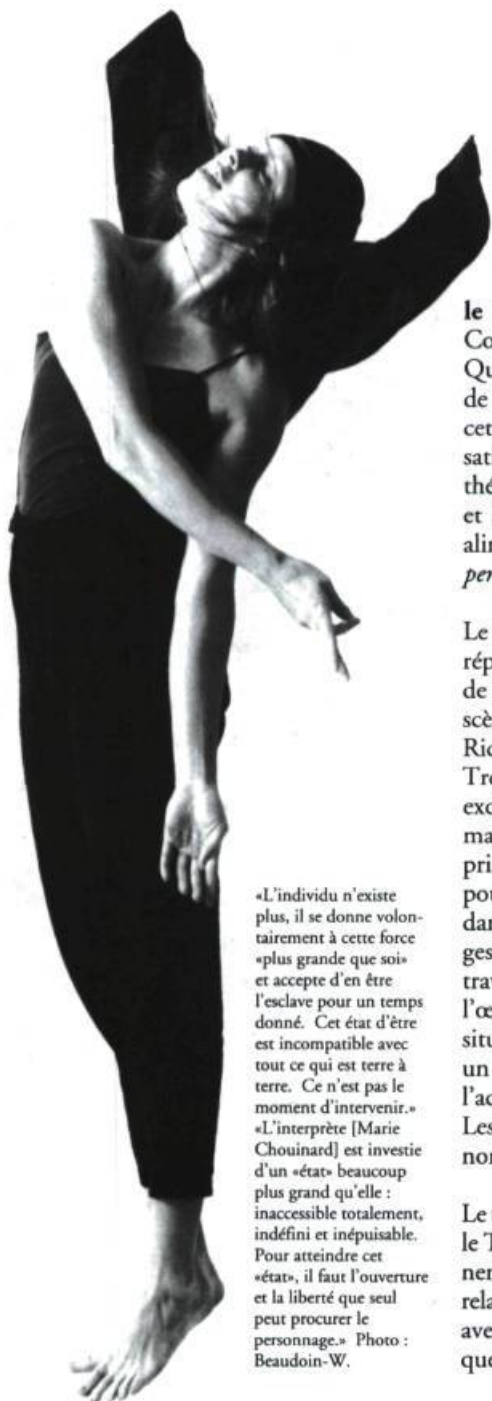 «L'individu n'existe
plus, il se donne volon-
tairement à cette force
«plus grande que soi»
et accepte d'en être
l'esclave pour un temps
donné. Cet état d'être
est incompatible avec
tout ce qui est terre à
terre. Ce n'est pas le
moment d'intervenir.»
«L'interprète [Marie
Chouinard] est investie
d'un «état» beaucoup
plus grand qu'elle :
inaccessible totalement,
indéfini et inépuisable.
Pour atteindre cet
«état», il faut l'ouverture
et la liberté que seul
peut procurer le
personnage.» Photo :
Beaudoin-W.
le
Co
Qu
de
cet
sati
thé
et
alin
per
Le
rép
de
scè
Ric
Tre
exc
ma
pri
pou
dan
ges
trav
l'œ
situ
un
l'ac
Les
nor
Le
le T
ner
rela
ave
que